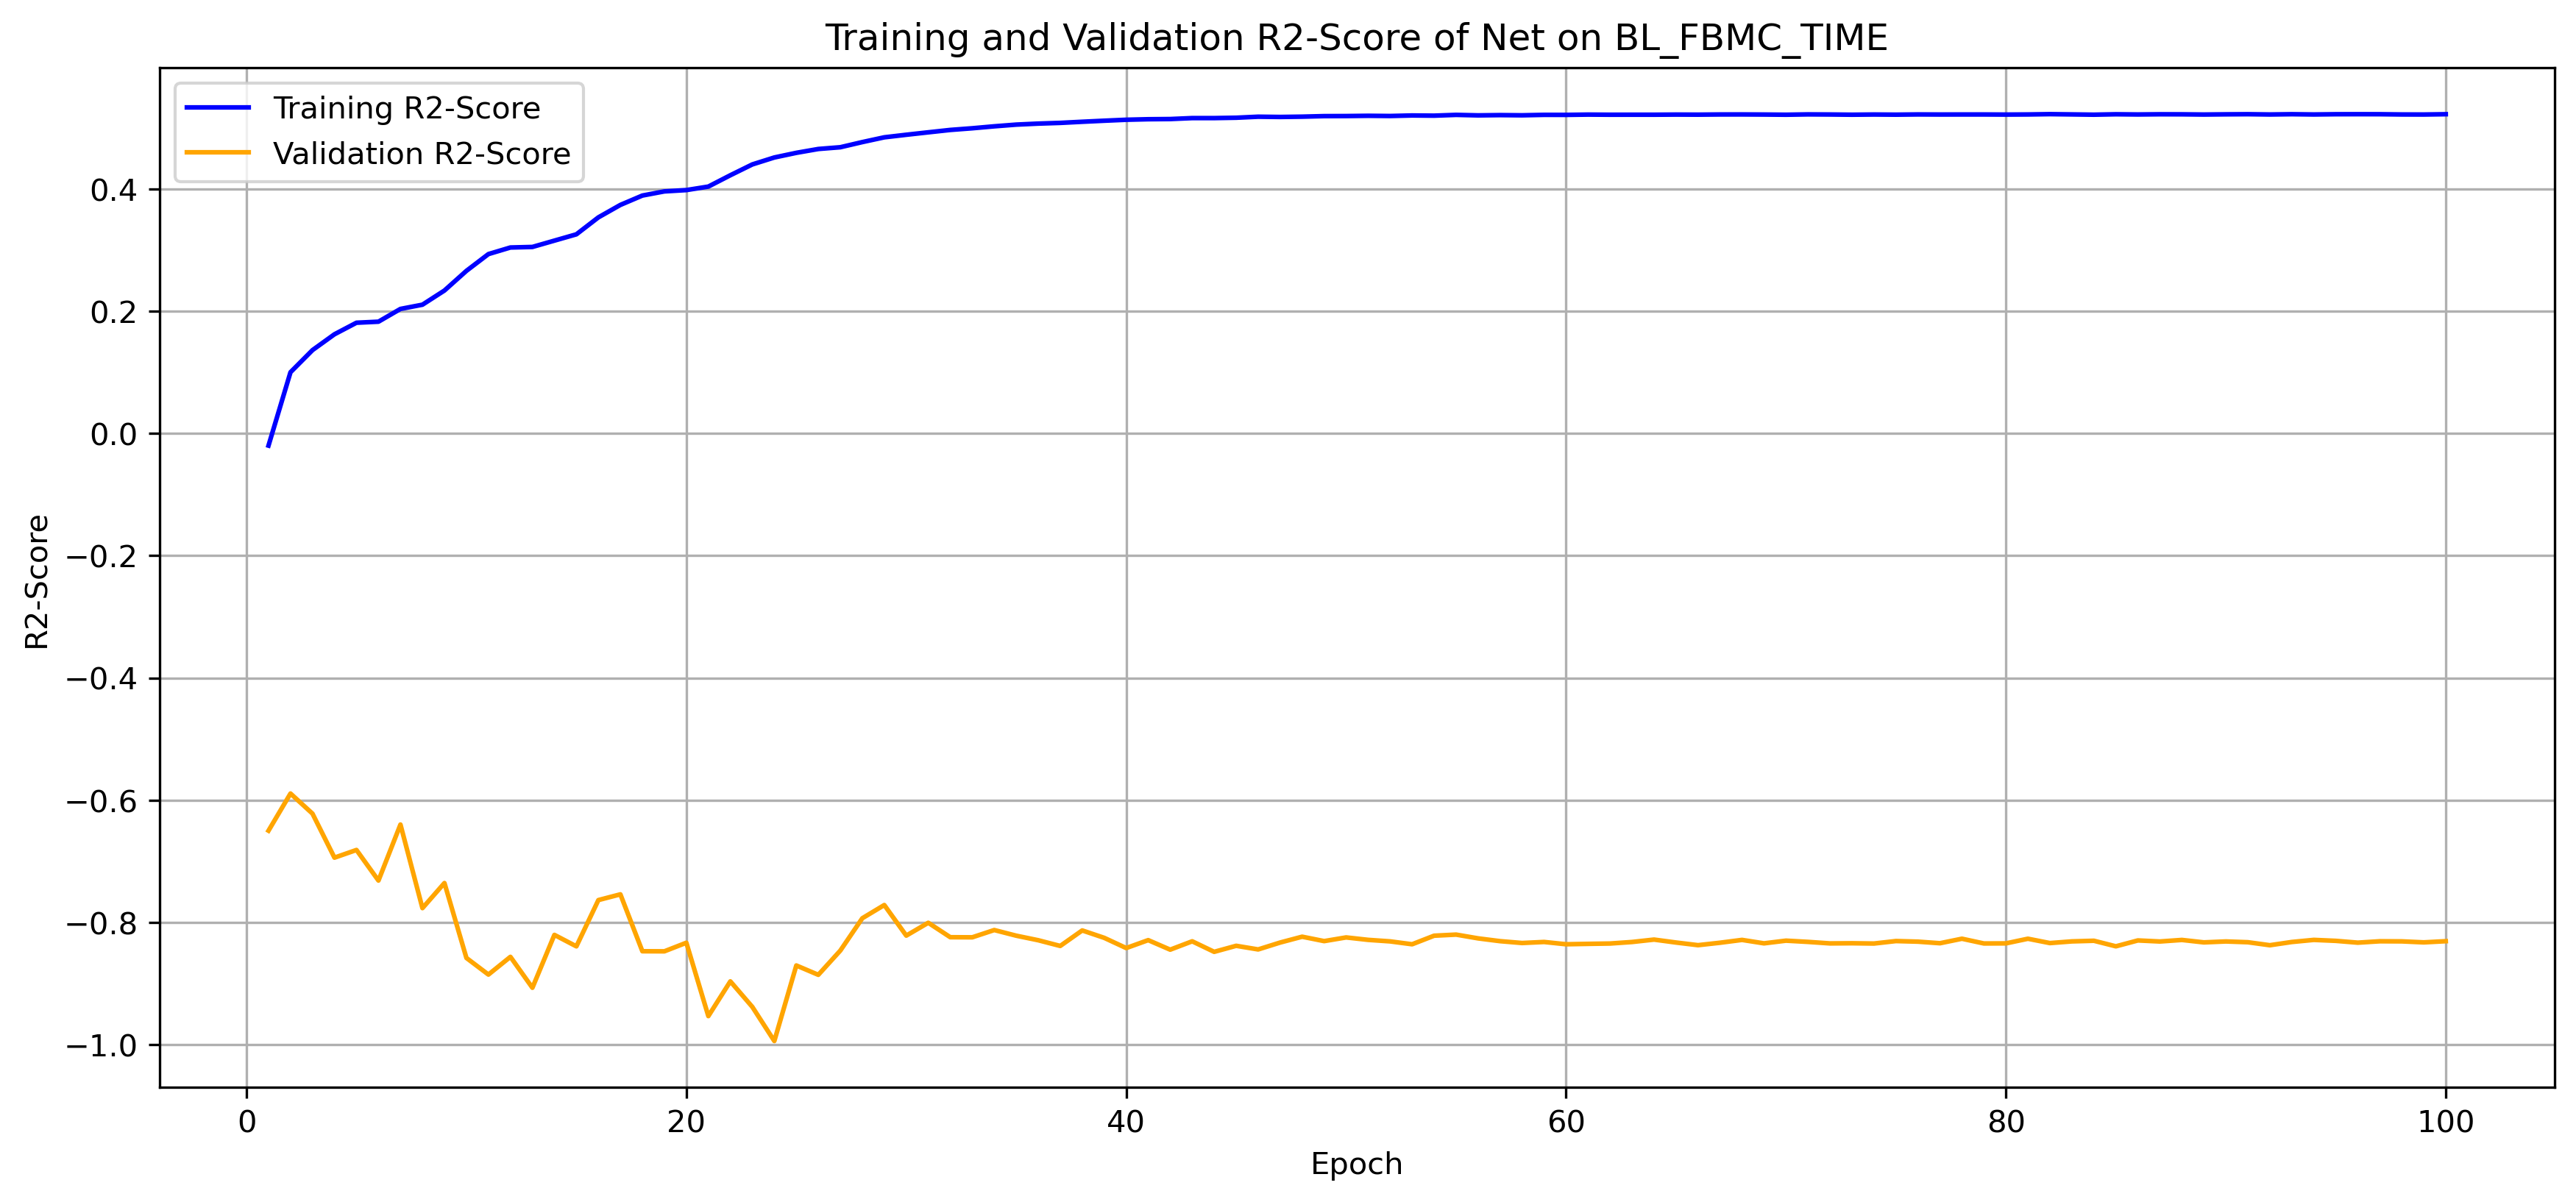 Training and Validation R2-Score of Net on BL_FBMC_TIME
Training R2-Score
Validation R2-Score
R2-Score
0.4
0.2
0.0
−0.2
−0.4
−0.6
−0.8
−1.0
0 20 40 60 80 100
Epoch